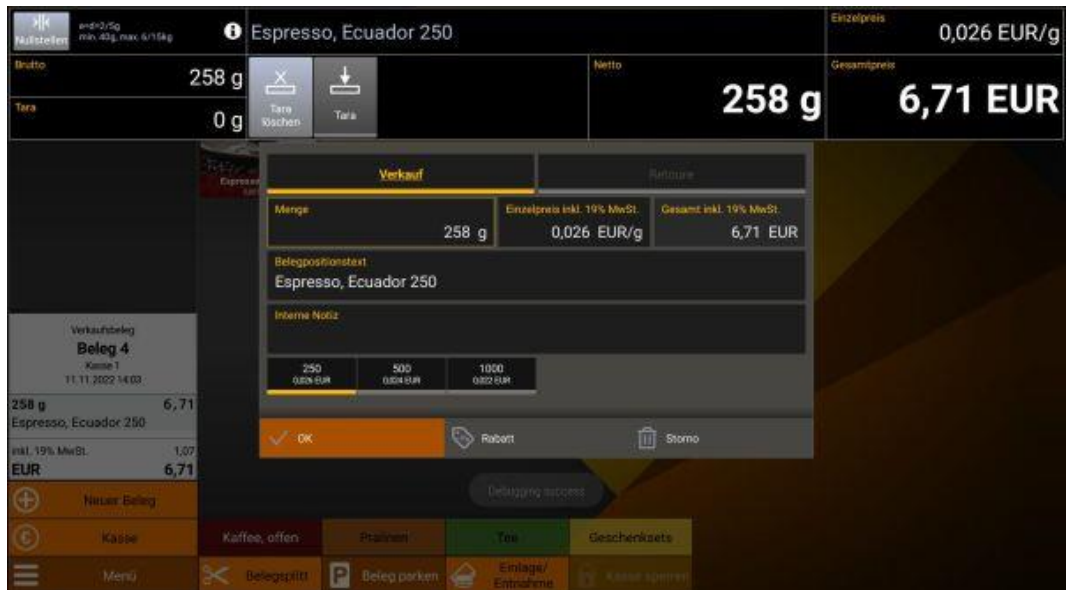 Nullstellen
e=d=2/5g
min. 40g, max. 6/15kg
Espresso, Ecuador 250
Einzelpreis
0,026 EUR/g
Brutto
258 g
Tara
0 g
Tara
löschen
Tara
Netto
258 g
Gesamtpreis
6,71 EUR
Verkauf
Retoure
Menge
258 g
Einzelpreis inkl. 19% MwSt.
0,026 EUR/g
Gesamt inkl. 19% MwSt.
6,71 EUR
Belegpositionstext
Espresso, Ecuador 250
Interne Notiz
250
0,026 EUR
500
0,024 EUR
1000
0,022 EUR
OK
Rabatt
Storno
Verkaufsbeleg
Beleg 4
Kasse 1
11.11.2022 14:03
258 g 6,71
Espresso, Ecuador 250
inkl. 19% MwSt. 1,07
EUR 6,71
Neuer Beleg
Kasse
Menü
Debugging success
Kaffee, offen
Pralinen
Tee
Geschenksets
Belegsplitt
Beleg parken
Einlage/
Entnahme
Kasse sperren